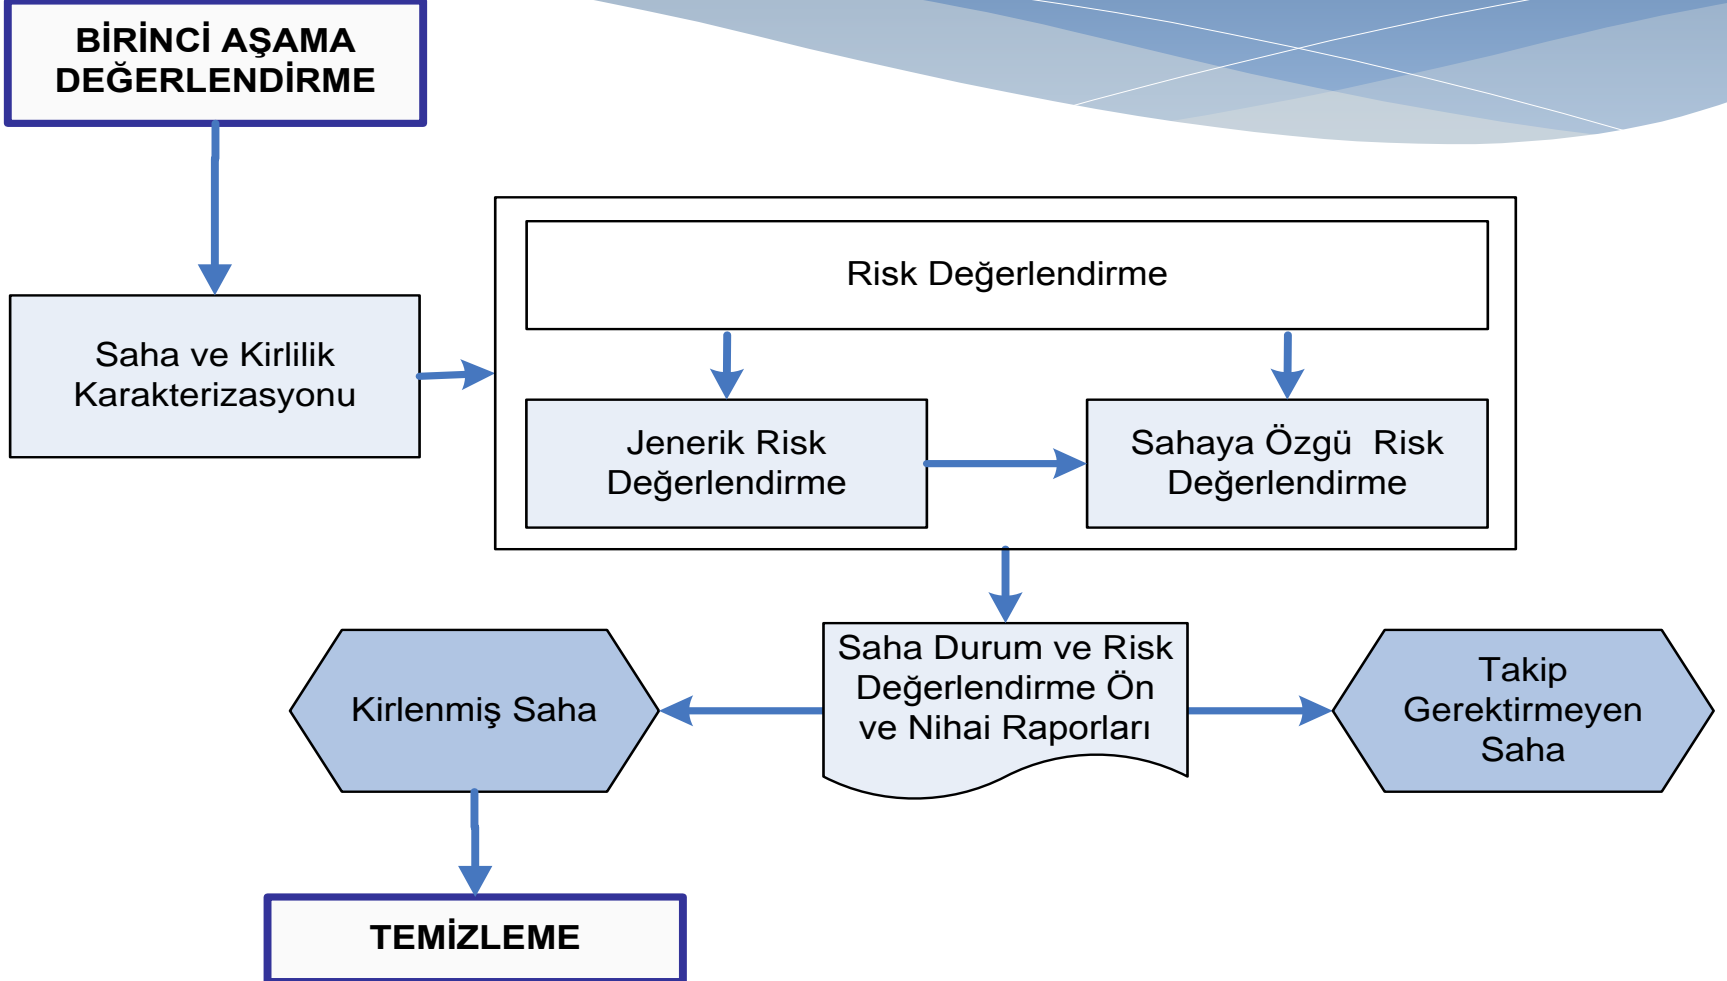 BİRİNCİ AŞAMA
DEĞERLENDİRME
Saha ve Kirlilik
Karakterizasyonu
Risk Değerlendirme
Jenerik Risk
Değerlendirme
Sahaya Özgü  Risk
Değerlendirme
Saha Durum ve Risk
Değerlendirme Ön
ve Nihai Raporları
Kirlenmiş Saha
Takip
Gerektirmeyen
Saha
TEMİZLEME